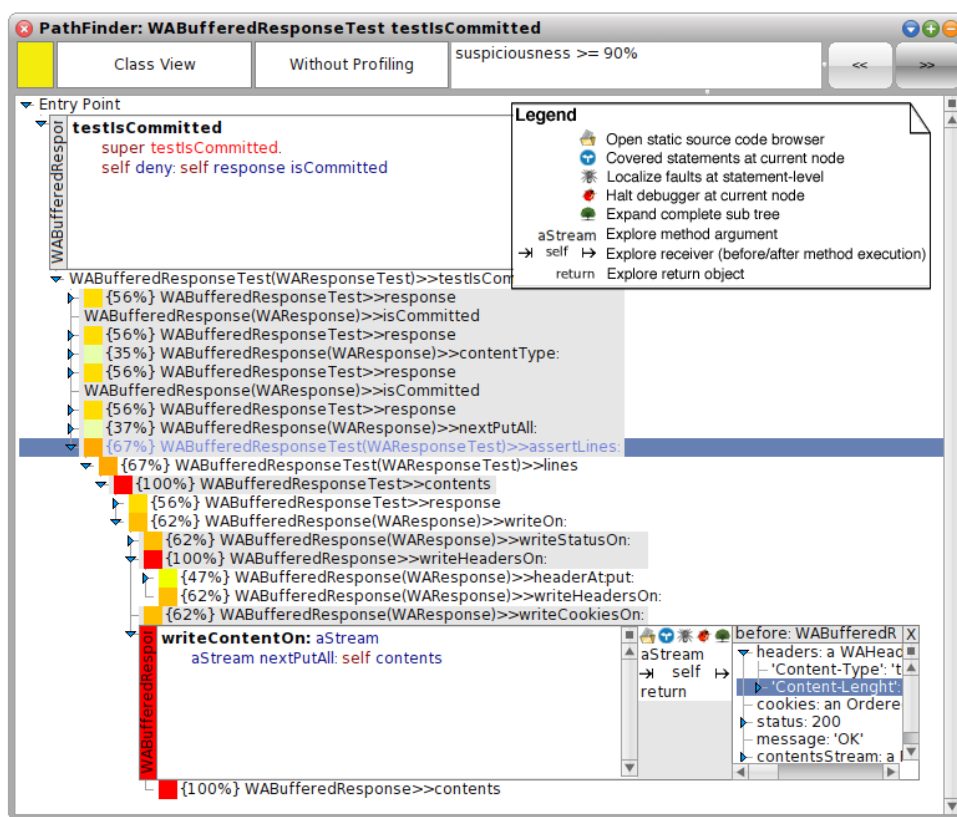 PathFinder: WABufferedResponseTest testIsCommitted
Class View
Without Profiling
suspiciousness >= 90%
<<
>>
Entry Point
WABufferedRespor
testIsCommitted
super testIsCommitted.
self deny: self response isCommitted
Legend
Open static source code browser
Covered statements at current node
Localize faults at statement-level
Halt debugger at current node
Expand complete sub tree
aStream Explore method argument
self Explore receiver (before/after method execution)
return Explore return object
WABufferedResponseTest(WAResponseTest)>>testIsCom
{56%} WABufferedResponseTest>>response
WABufferedResponse(WAResponse)>>isCommitted
{56%} WABufferedResponseTest>>response
{35%} WABufferedResponse(WAResponse)>>contentType:
{56%} WABufferedResponseTest>>response
WABufferedResponse(WAResponse)>>isCommitted
{56%} WABufferedResponseTest>>response
{37%} WABufferedResponse(WAResponse)>>nextPutAll:
{67%} WABufferedResponseTest(WAResponseTest)>>assertLines:
{67%} WABufferedResponseTest(WAResponseTest)>>lines
{100%} WABufferedResponseTest>>contents
{56%} WABufferedResponseTest>>response
{62%} WABufferedResponse(WAResponse)>>writeOn:
{62%} WABufferedResponse(WAResponse)>>writeStatusOn:
{100%} WABufferedResponse>>writeHeadersOn:
{47%} WABufferedResponse(WAResponse)>>headerAt:put:
{62%} WABufferedResponse(WAResponse)>>writeHeadersOn:
{62%} WABufferedResponse(WAResponse)>>writeCookiesOn:
WABufferedRespor
writeContentOn: aStream
aStream nextPutAll: self contents
aStream
self
return
before: WABufferedR X
headers: a WAHead
'Content-Type': 't
'Content-Lenght':
cookies: an Ordere
status: 200
message: 'OK'
contentsStream: a
{100%} WABufferedResponse>>contents